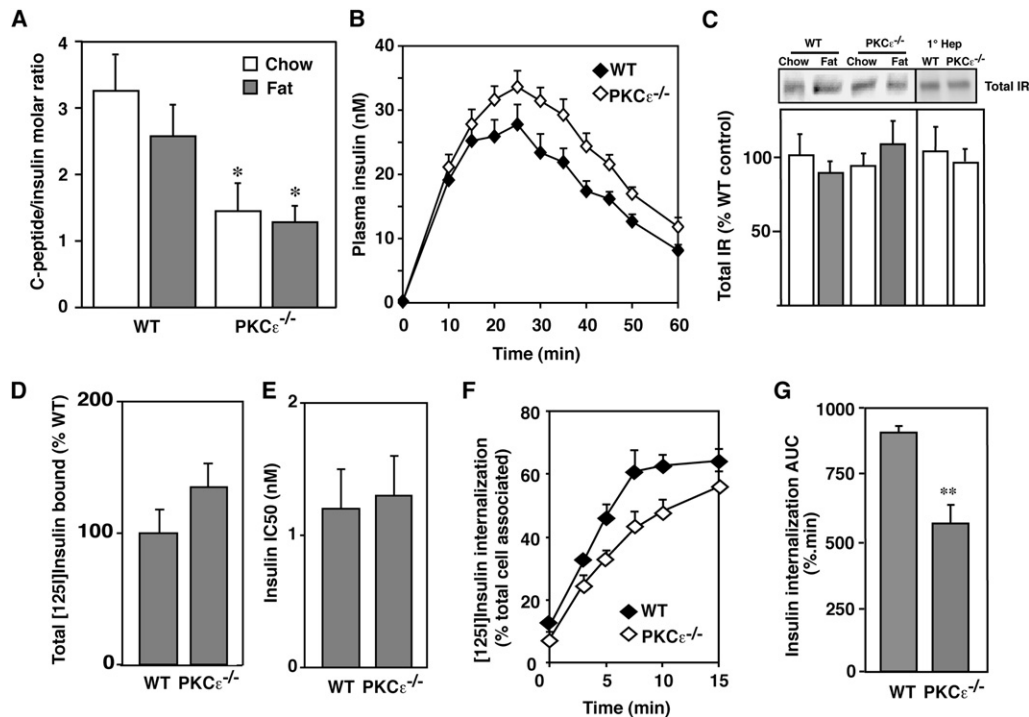 A
C-peptide/insulin molar ratio
4
3
2
1
0
Chow
Fat
*
*
WT
PKCε-/-
B
Plasma insulin (nM)
40
30
20
10
0
WT
PKCε-/-
0 10 20 30 40 50 60
Time (min)
C
WT PKCε-/- 1° Hep
Chow Fat Chow Fat WT PKCε-/-
Total IR
Total IR (% WT control)
100
50
D
Total [125I]Insulin bound (% WT)
200
100
0
WT PKCε-/-
E
Insulin IC50 (nM)
2
1
0
WT PKCε-/-
F
[125I]Insulin internalization
(% total cell associated)
80
60
40
20
0
WT
PKCε-/-
0 5 10 15
Time (min)
G
Insulin internalization AUC
(%.min)
1000
750
500
250
0
**
WT PKCε-/-